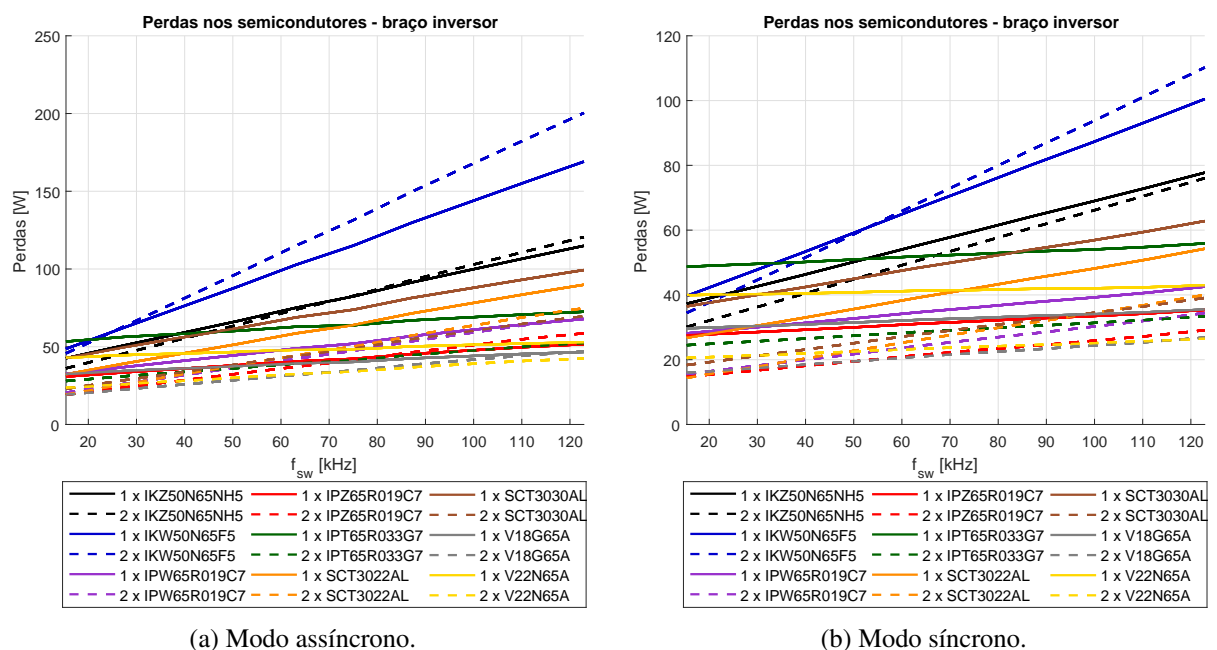 Perdas nos semicondutores - braço inversor
250
200
150
100
50
0
Perdas [W]
20 30 40 50 60 70 80 90 100 110 120
f_sw [kHz]
1 x IKZ50N65NH5 1 x IPZ65R019C7 1 x SCT3030AL
2 x IKZ50N65NH5 2 x IPZ65R019C7 2 x SCT3030AL
1 x IKW50N65F5 1 x IPT65R033G7 1 x V18G65A
2 x IKW50N65F5 2 x IPT65R033G7 2 x V18G65A
1 x IPW65R019C7 1 x SCT3022AL 1 x V22N65A
2 x IPW65R019C7 2 x SCT3022AL 2 x V22N65A
(a) Modo assíncrono.
Perdas nos semicondutores - braço inversor
120
100
80
60
40
20
0
Perdas [W]
20 30 40 50 60 70 80 90 100 110 120
f_sw [kHz]
1 x IKZ50N65NH5 1 x IPZ65R019C7 1 x SCT3030AL
2 x IKZ50N65NH5 2 x IPZ65R019C7 2 x SCT3030AL
1 x IKW50N65F5 1 x IPT65R033G7 1 x V18G65A
2 x IKW50N65F5 2 x IPT65R033G7 2 x V18G65A
1 x IPW65R019C7 1 x SCT3022AL 1 x V22N65A
2 x IPW65R019C7 2 x SCT3022AL 2 x V22N65A
(b) Modo síncrono.